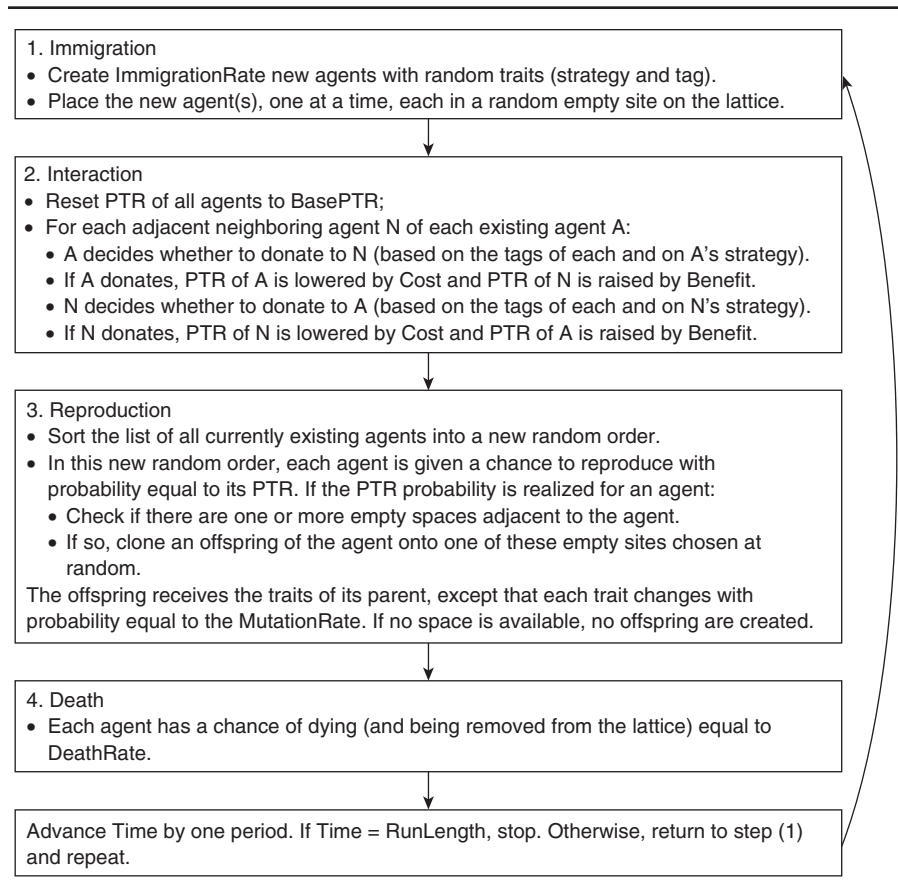 1. Immigration
• Create ImmigrationRate new agents with random traits (strategy and tag).
• Place the new agent(s), one at a time, each in a random empty site on the lattice.
2. Interaction
• Reset PTR of all agents to BasePTR;
• For each adjacent neighboring agent N of each existing agent A:
• A decides whether to donate to N (based on the tags of each and on A's strategy).
• If A donates, PTR of A is lowered by Cost and PTR of N is raised by Benefit.
• N decides whether to donate to A (based on the tags of each and on N's strategy).
• If N donates, PTR of N is lowered by Cost and PTR of A is raised by Benefit.
3. Reproduction
• Sort the list of all currently existing agents into a new random order.
• In this new random order, each agent is given a chance to reproduce with
probability equal to its PTR. If the PTR probability is realized for an agent:
• Check if there are one or more empty spaces adjacent to the agent.
• If so, clone an offspring of the agent onto one of these empty sites chosen at
random.
The offspring receives the traits of its parent, except that each trait changes with
probability equal to the MutationRate. If no space is available, no offspring are created.
4. Death
• Each agent has a chance of dying (and being removed from the lattice) equal to
DeathRate.
Advance Time by one period. If Time = RunLength, stop. Otherwise, return to step (1)
and repeat.